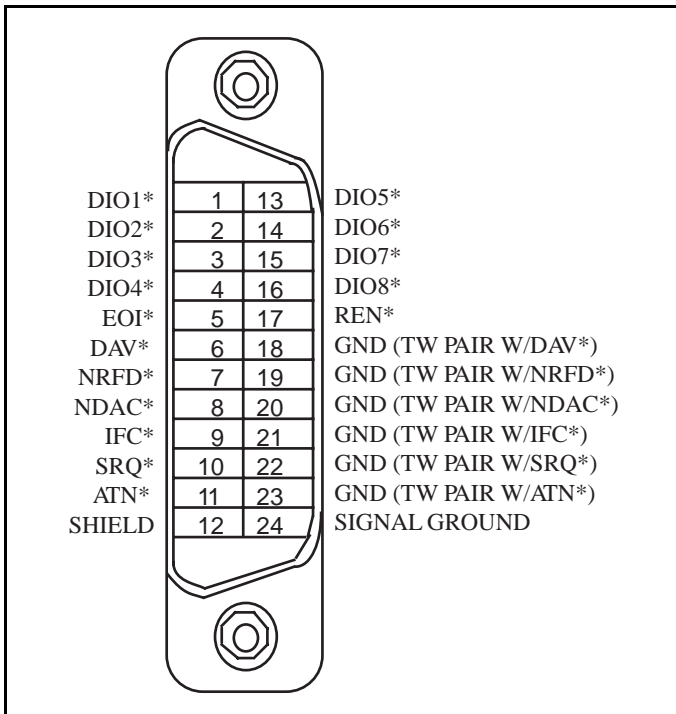 DIO1* 1 13 DIO5*
DIO2* 2 14 DIO6*
DIO3* 3 15 DIO7*
DIO4* 4 16 DIO8*
EOI* 5 17 REN*
DAV* 6 18 GND (TW PAIR W/DAV*)
NRFD* 7 19 GND (TW PAIR W/NRFD*)
NDAC* 8 20 GND (TW PAIR W/NDAC*)
IFC* 9 21 GND (TW PAIR W/IFC*)
SRQ* 10 22 GND (TW PAIR W/SRQ*)
ATN* 11 23 GND (TW PAIR W/ATN*)
SHIELD 12 24 SIGNAL GROUND